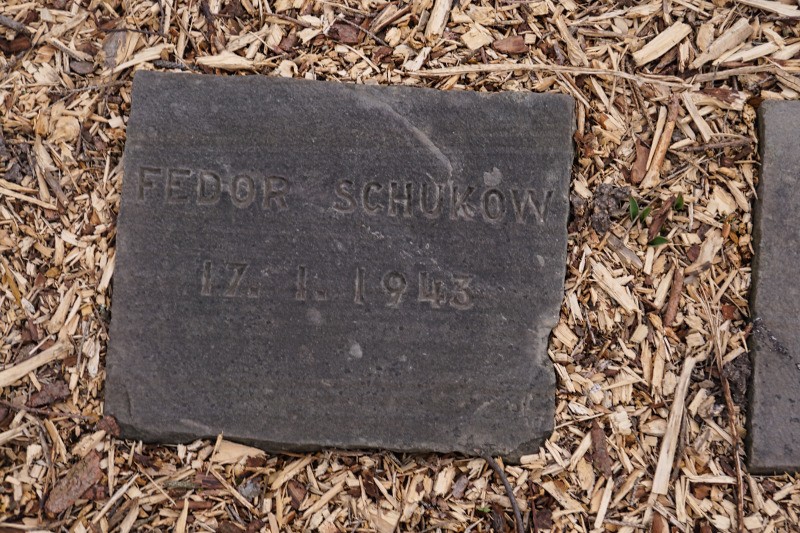 FEDOR SCHUKOW
17. 1. 1943